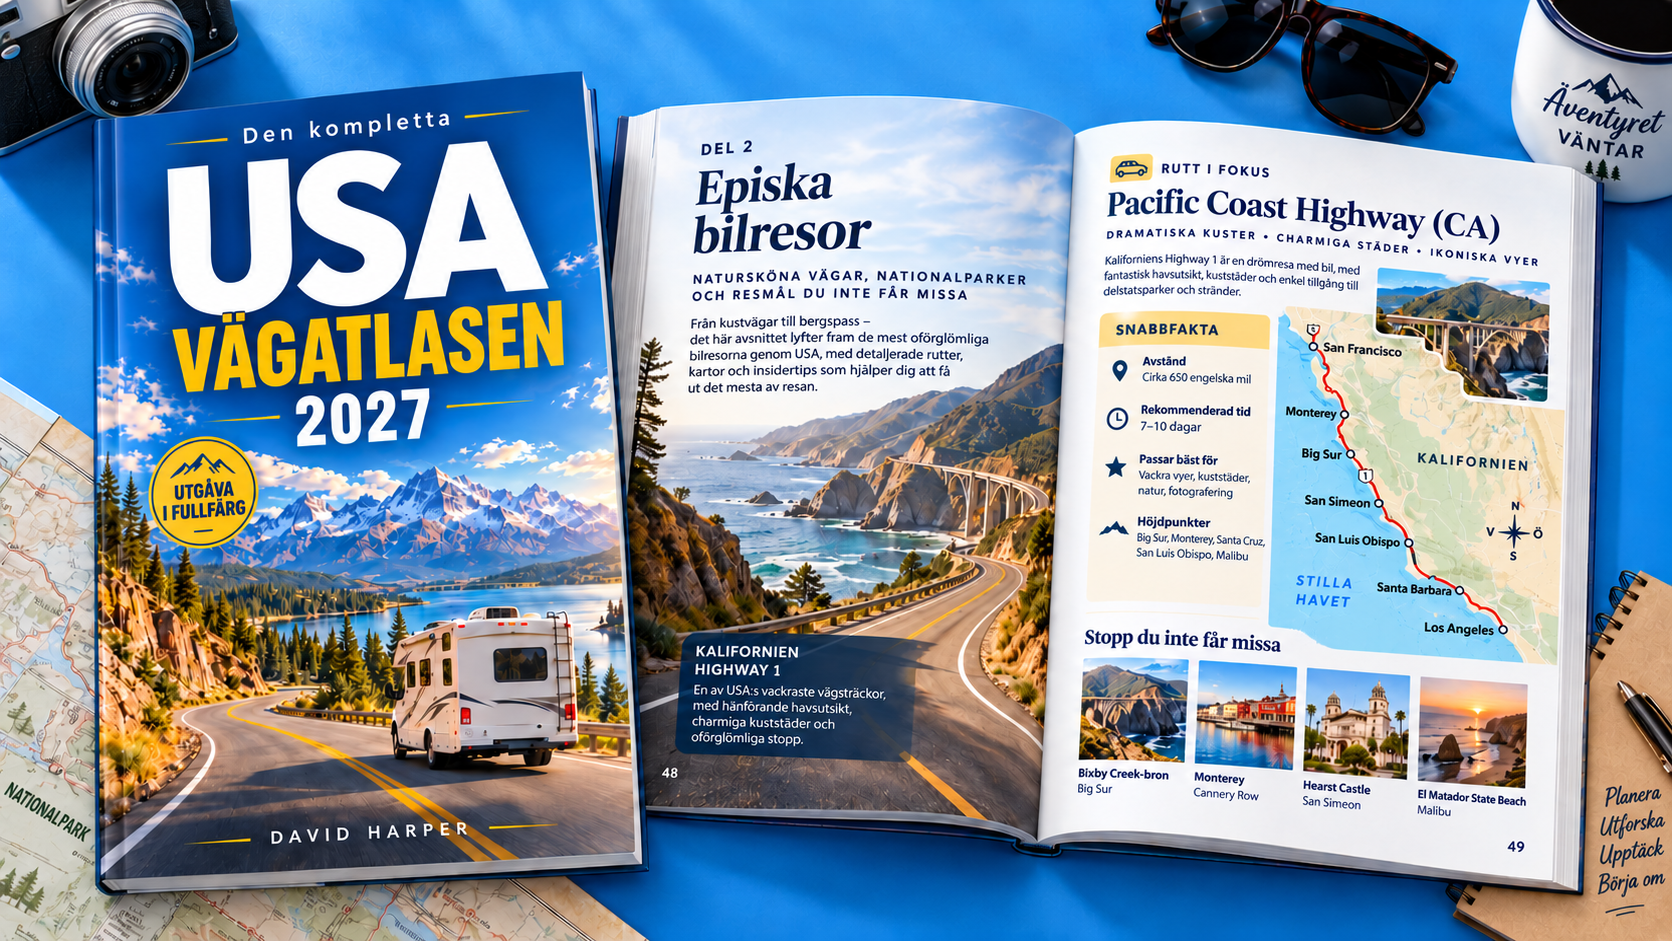 Den kompletta
USA
VÄGATLASEN
2027
UTGÅVA
I FULLFÄRG
DAVID HARPER
NATIONALPARK
DEL 2
Episka
bilresor
NATURSKÖNA VÄGAR, NATIONALPARKER
OCH RESMÅL DU INTE FÅR MISSA
Från kustvägar till bergspass –
det här avsnittet lyfter fram de mest oförglömliga
bilresorna genom USA, med detaljerade rutter,
kartor och insidertips som hjälper dig att få
ut det mesta av resan.
KALIFORNIEN
HIGHWAY 1
En av USA:s vackraste vägsträckor,
med hänförande havsutsikt,
charmiga kuststäder och
oförglömliga stopp.
48
RUTT I FOKUS
Pacific Coast Highway (CA)
DRAMATISKA KUSTER • CHARMIGA STÄDER • IKONISKA VYER
Kaliforniens Highway 1 är en drömresa med bil, med
fantastisk havsutsikt, kuststäder och enkel tillgång till
delstatsparker och stränder.
SNABBFAKTA
Avstånd
Cirka 650 engelska mil
Rekommenderad tid
7–10 dagar
Passar bäst för
Vackra vyer, kuststäder,
natur, fotografering
Höjdpunkter
Big Sur, Monterey, Santa Cruz,
San Luis Obispo, Malibu
San Francisco
Monterey
Big Sur
1
San Simeon
San Luis Obispo
Santa Barbara
Los Angeles
KALIFORNIEN
STILLA
HAVET
N
V
Ö
S
Stopp du inte får missa
Bixby Creek-bron
Big Sur
Monterey
Cannery Row
Hearst Castle
San Simeon
El Matador State Beach
Malibu
49
Äventyret
VÄNTAR
Planera
Utforska
Upptäck
Börja om